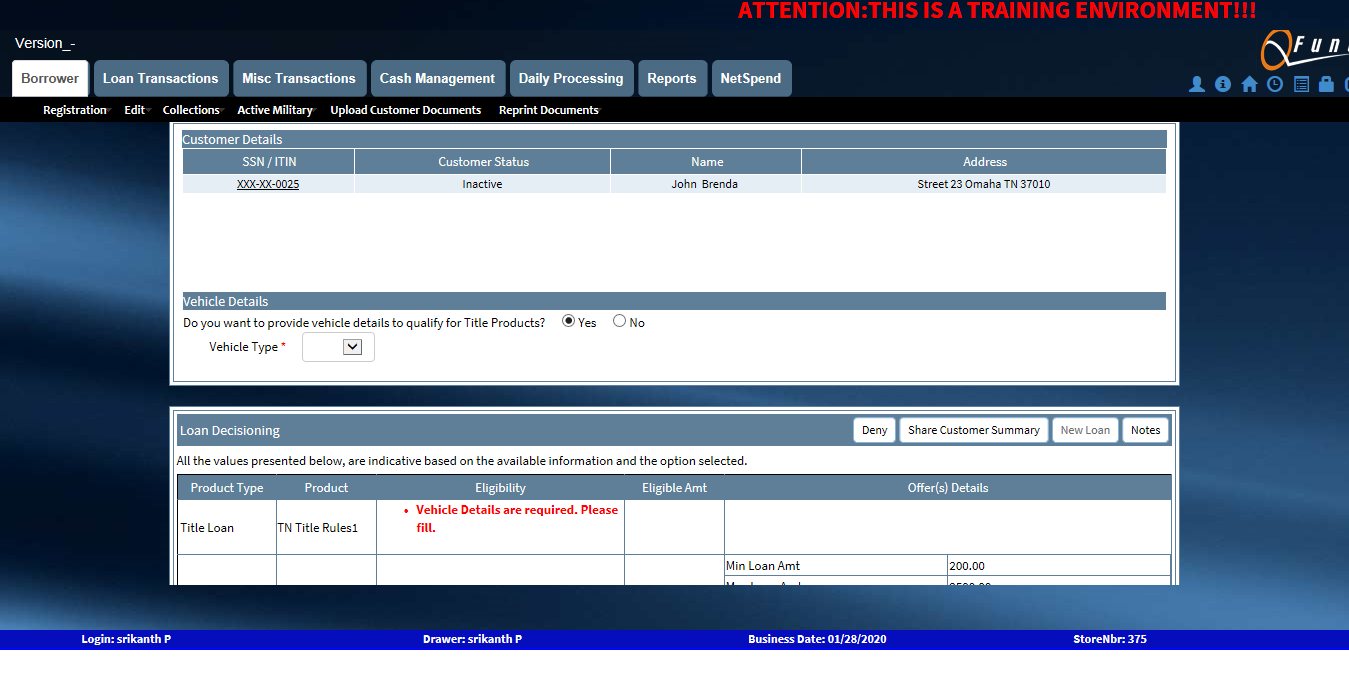 ATTENTION:THIS IS A TRAINING ENVIRONMENT!!!
Version_-
Borrower Loan Transactions Misc Transactions Cash Management Daily Processing Reports NetSpend
Registration Edit Collections Active Military Upload Customer Documents Reprint Documents
Customer Details
SSN / ITIN Customer Status Name Address
XXX-XX-0025 Inactive John Brenda Street 23 Omaha TN 37010
Vehicle Details
Do you want to provide vehicle details to qualify for Title Products? Yes No
Vehicle Type *
Loan Decisioning Deny Share Customer Summary New Loan Notes
All the values presented below, are indicative based on the available information and the option selected.
Product Type Product Eligibility Eligible Amt Offer(s) Details
Title Loan TN Title Rules1 • Vehicle Details are required. Please
fill.
Min Loan Amt 200.00
Login: srikanth P Drawer: srikanth P Business Date: 01/28/2020 StoreNbr: 375